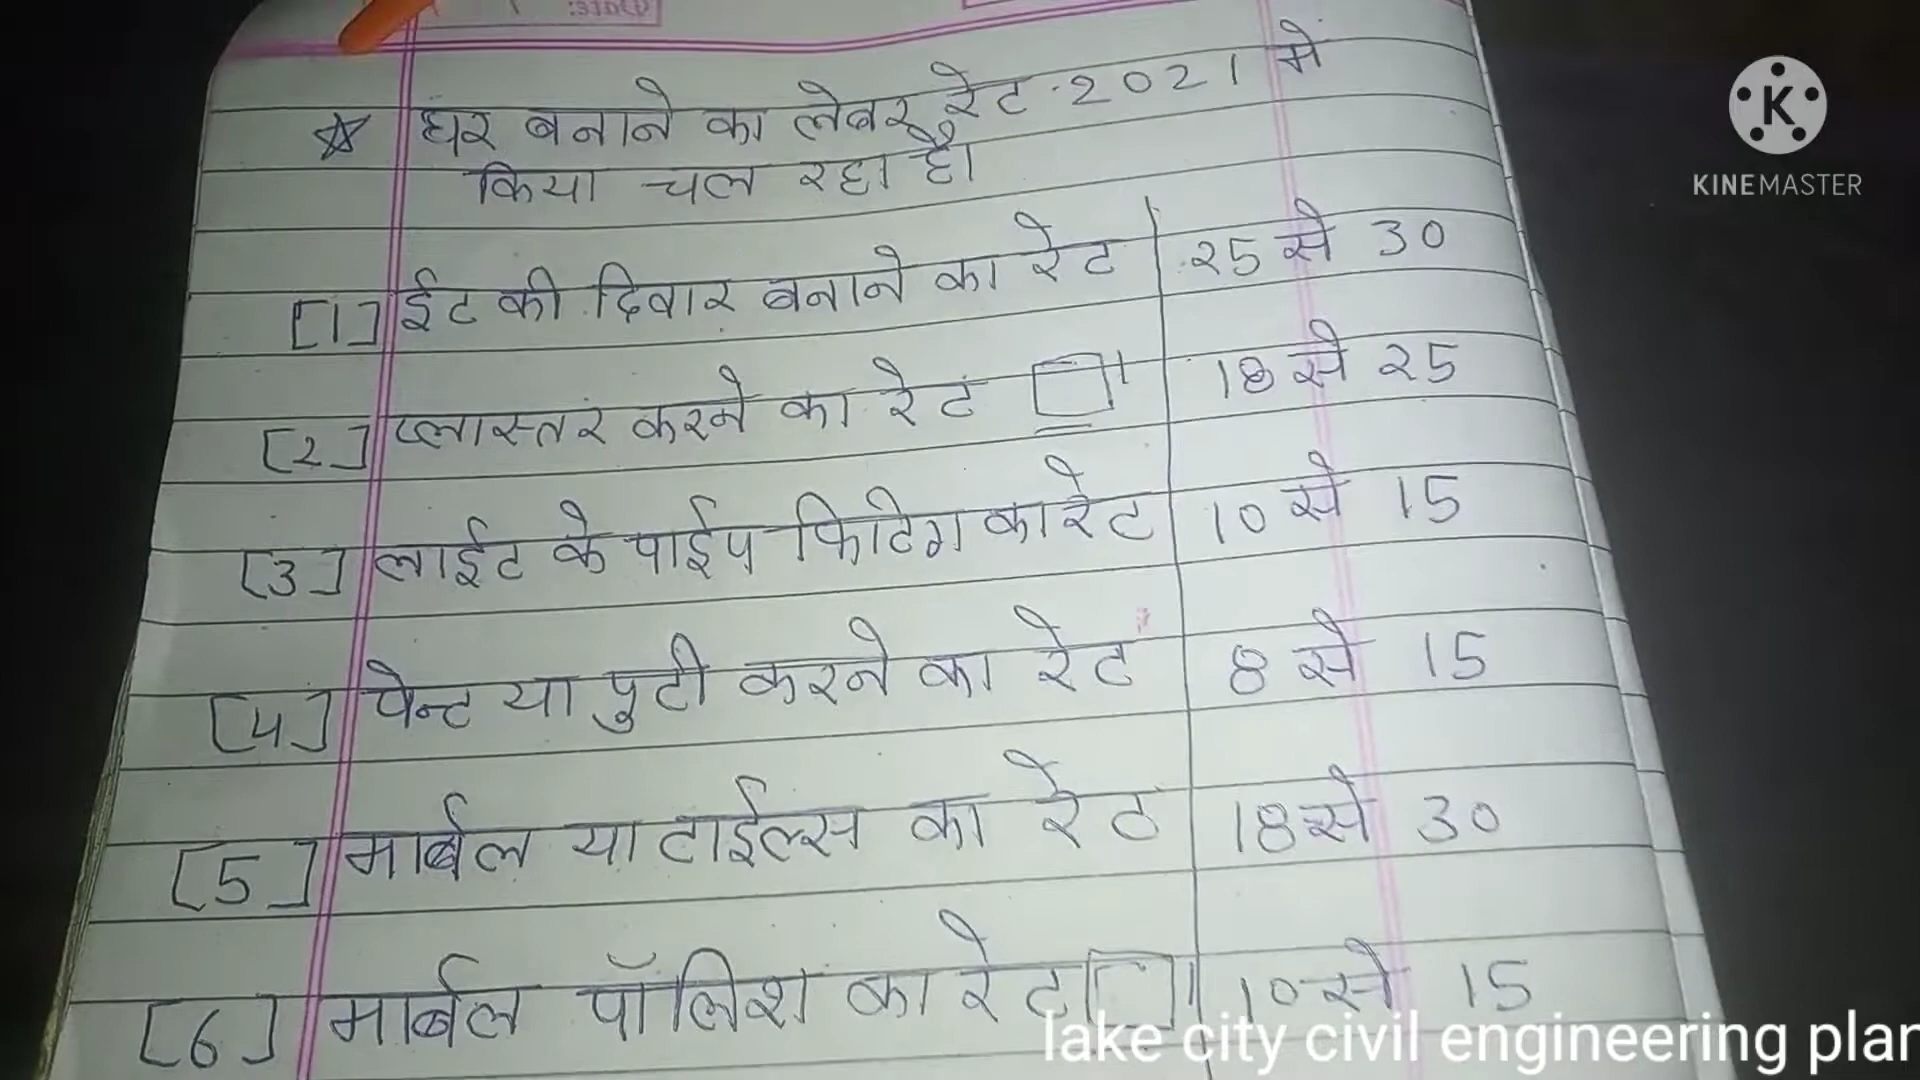 ☆ घर बनाने का लेबर रेट 2021 मे
किया चल रहा है।
[1] ईट की दिवार बनाने का रेट 25 से 30
[2] प्लास्तर करने का रेट 18 से 25
[3] लाईट के पाईप फिटिग का रेट 10 से 15
[4] पेन्ट या पुटी करने का रेट 8 से 15
[5] मार्बल या टाईल्स का रेट 18 से 30
[6] मार्बल पॉलिश का रेट 10 से 15
K
KINEMASTER
lake city civil engineering plan